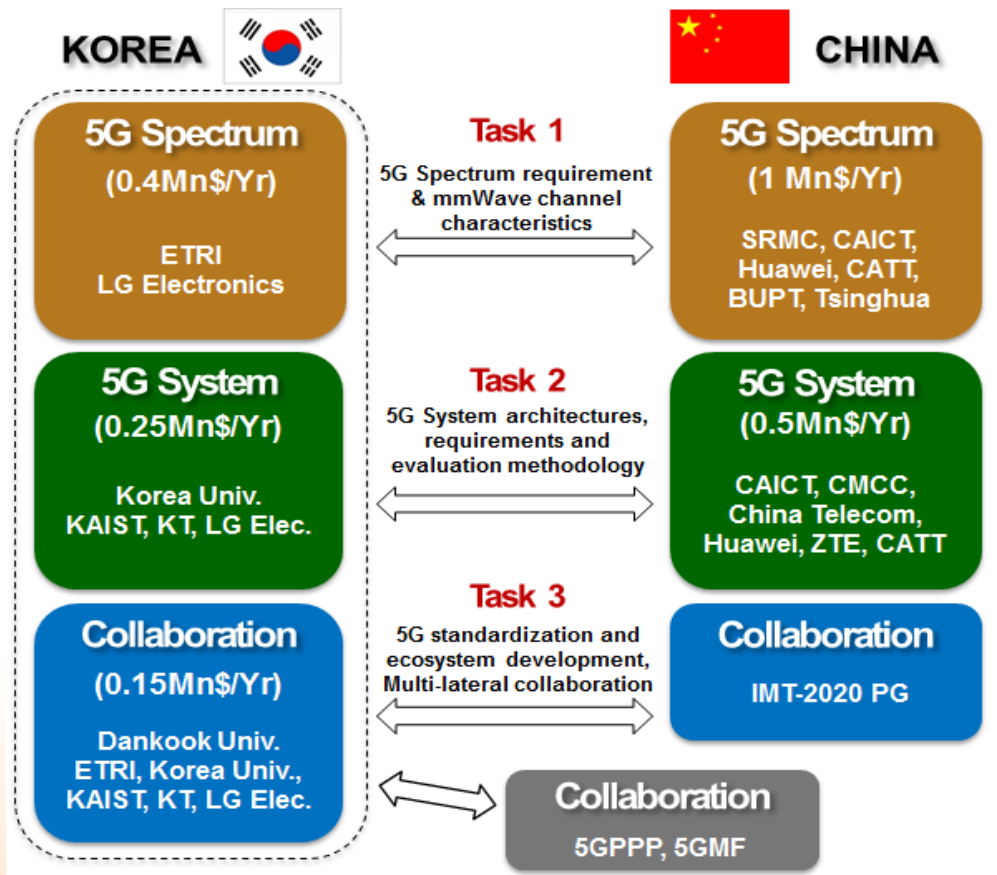 KOREA
CHINA
5G Spectrum
(0.4Mn$/Yr)
ETRI
LG Electronics
Task 1
5G Spectrum requirement
& mmWave channel
characteristics
5G Spectrum
(1 Mn$/Yr)
SRMC, CAICT,
Huawei, CATT,
BUPT, Tsinghua
5G System
(0.25Mn$/Yr)
Korea Univ.
KAIST, KT, LG Elec.
Task 2
5G System architectures,
requirements and
evaluation methodology
5G System
(0.5Mn$/Yr)
CAICT, CMCC,
China Telecom,
Huawei, ZTE, CATT
Collaboration
(0.15Mn$/Yr)
Dankook Univ.
ETRI, Korea Univ.,
KAIST, KT, LG Elec.
Task 3
5G standardization and
ecosystem development,
Multi-lateral collaboration
Collaboration
IMT-2020 PG
Collaboration
5GPPP, 5GMF